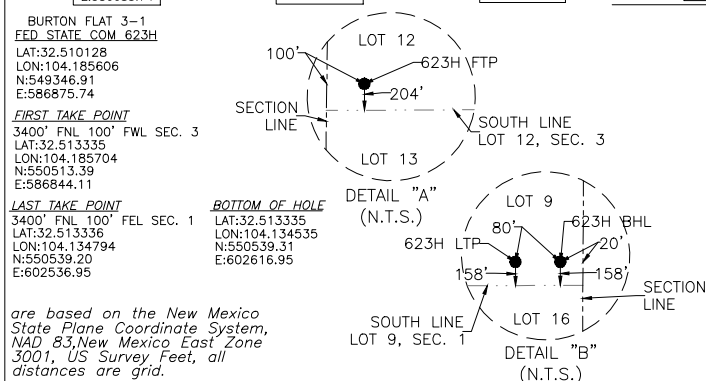 BURTON FLAT 3-1
FED STATE COM 623H
LAT:32.510128
LON:104.185606
N:549346.91
E:586875.74
FIRST TAKE POINT
3400' FNL 100' FWL SEC. 3
LAT:32.513335
LON:104.185704
N:550513.39
E:586844.11
LAST TAKE POINT
3400' FNL 100' FEL SEC. 1
LAT:32.513336
LON:104.134794
N:550539.20
E:602536.95
BOTTOM OF HOLE
LAT:32.513335
LON:104.134535
N:550539.31
E:602616.95
are based on the New Mexico
State Plane Coordinate System,
NAD 83,New Mexico East Zone
3001, US Survey Feet, all
distances are grid.
LOT 12
100'
623H FTP
204'
SECTION
LINE
SOUTH LINE
LOT 12, SEC. 3
LOT 13
DETAIL "A"
(N.T.S.)
LOT 9
80'
623H BHL
623H LTP
20'
158'
158'
SECTION
LINE
SOUTH LINE
LOT 9, SEC. 1
LOT 16
DETAIL "B"
(N.T.S.)